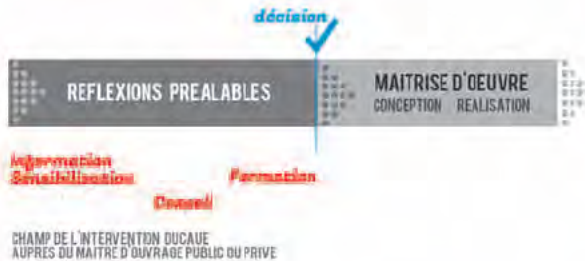 décision
REFLEXIONS PREALABLES
MAITRISE D'OEUVRE
CONCEPTION REALISATION
Information
Sensibilisation
Formation
Conseil
CHAMP DE L'INTERVENTION DUCAUE
AUPRES DU MAITRE D'OUVRAGE PUBLIC OU PRIVE